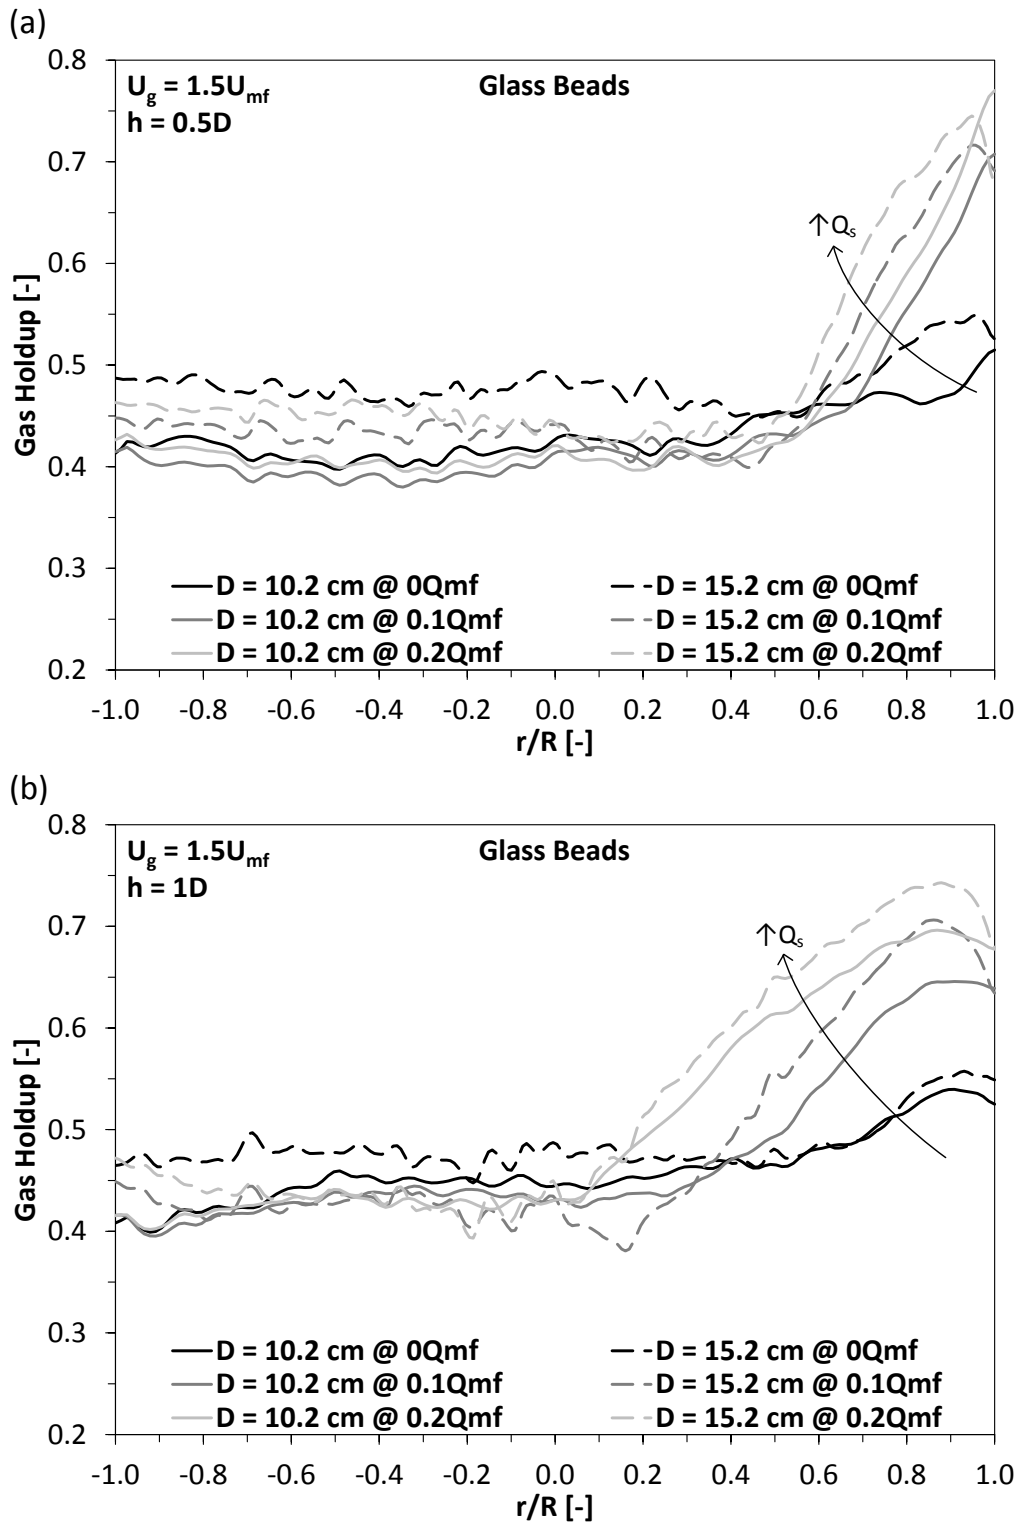 (a)
U_g = 1.5U_mf
Glass Beads
h = 0.5D
0.8
0.7
0.6
0.5
0.4
0.3
0.2
Gas Holdup [-]
↑Q_s
D = 10.2 cm @ 0Qmf
D = 15.2 cm @ 0Qmf
D = 10.2 cm @ 0.1Qmf
D = 15.2 cm @ 0.1Qmf
D = 10.2 cm @ 0.2Qmf
D = 15.2 cm @ 0.2Qmf
-1.0 -0.8 -0.6 -0.4 -0.2 0.0 0.2 0.4 0.6 0.8 1.0
r/R [-]
(b)
U_g = 1.5U_mf
Glass Beads
h = 1D
0.8
0.7
0.6
0.5
0.4
0.3
0.2
Gas Holdup [-]
↑Q_s
D = 10.2 cm @ 0Qmf
D = 15.2 cm @ 0Qmf
D = 10.2 cm @ 0.1Qmf
D = 15.2 cm @ 0.1Qmf
D = 10.2 cm @ 0.2Qmf
D = 15.2 cm @ 0.2Qmf
-1.0 -0.8 -0.6 -0.4 -0.2 0.0 0.2 0.4 0.6 0.8 1.0
r/R [-]